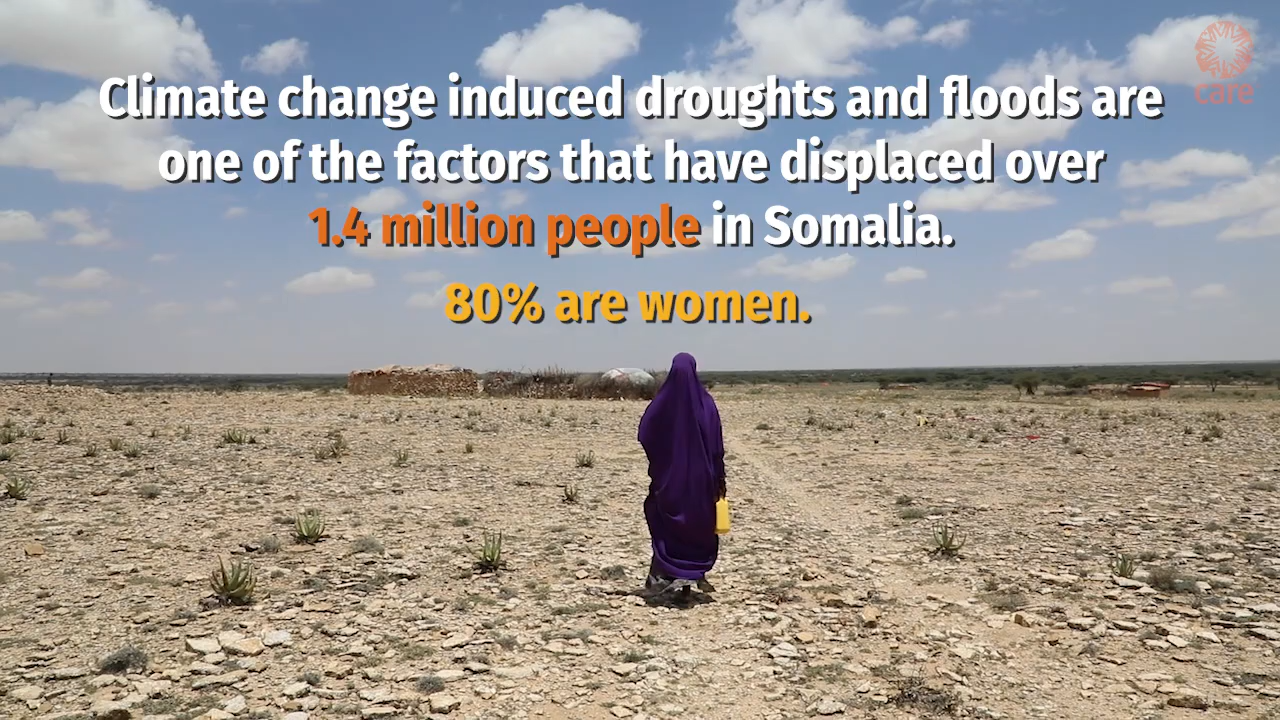 care
Climate change induced droughts and floods are
one of the factors that have displaced over
1.4 million people in Somalia.
80% are women.